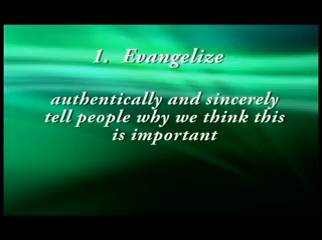 1. Evangelize
authentically and sincerely
tell people why we think this
is important